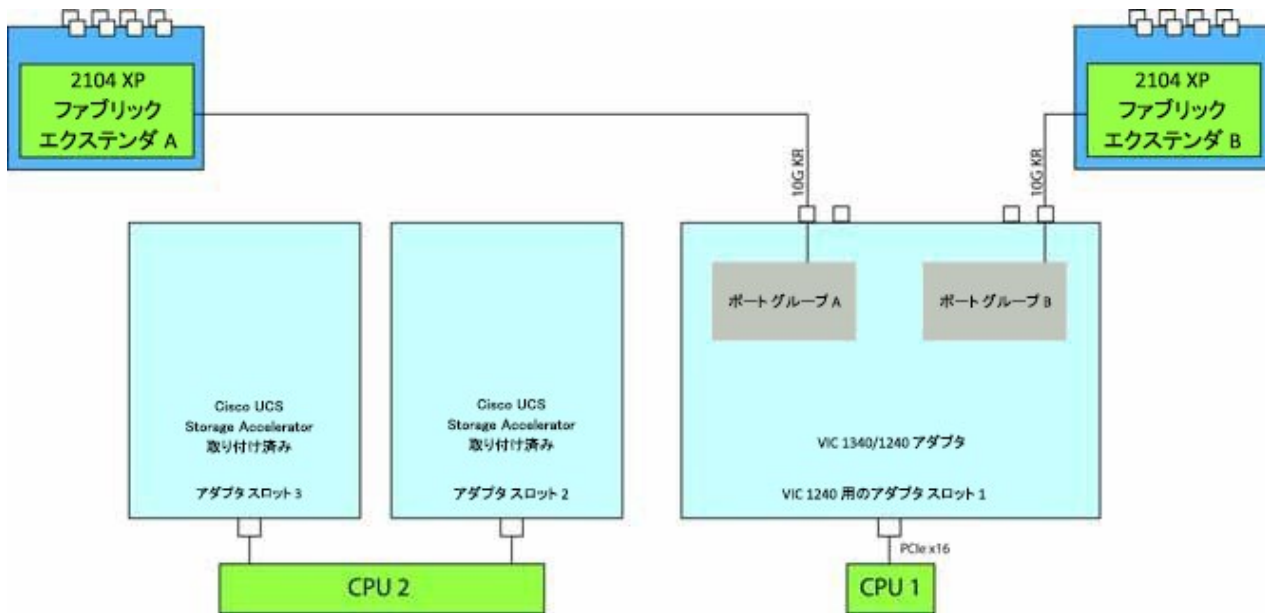 2104 XP
ファブリック
エクステンダ A
2104 XP
ファブリック
エクステンダ B
10G KR
10G KR
ポートグループ A
ポートグループ B
Cisco UCS
Storage Accelerator
取り付け済み
アダプタ スロット 3
Cisco UCS
Storage Accelerator
取り付け済み
アダプタ スロット 2
VIC 1340/1240 アダプタ
VIC 1240 用のアダプタ スロット 1
PCIe x16
CPU 2
CPU 1